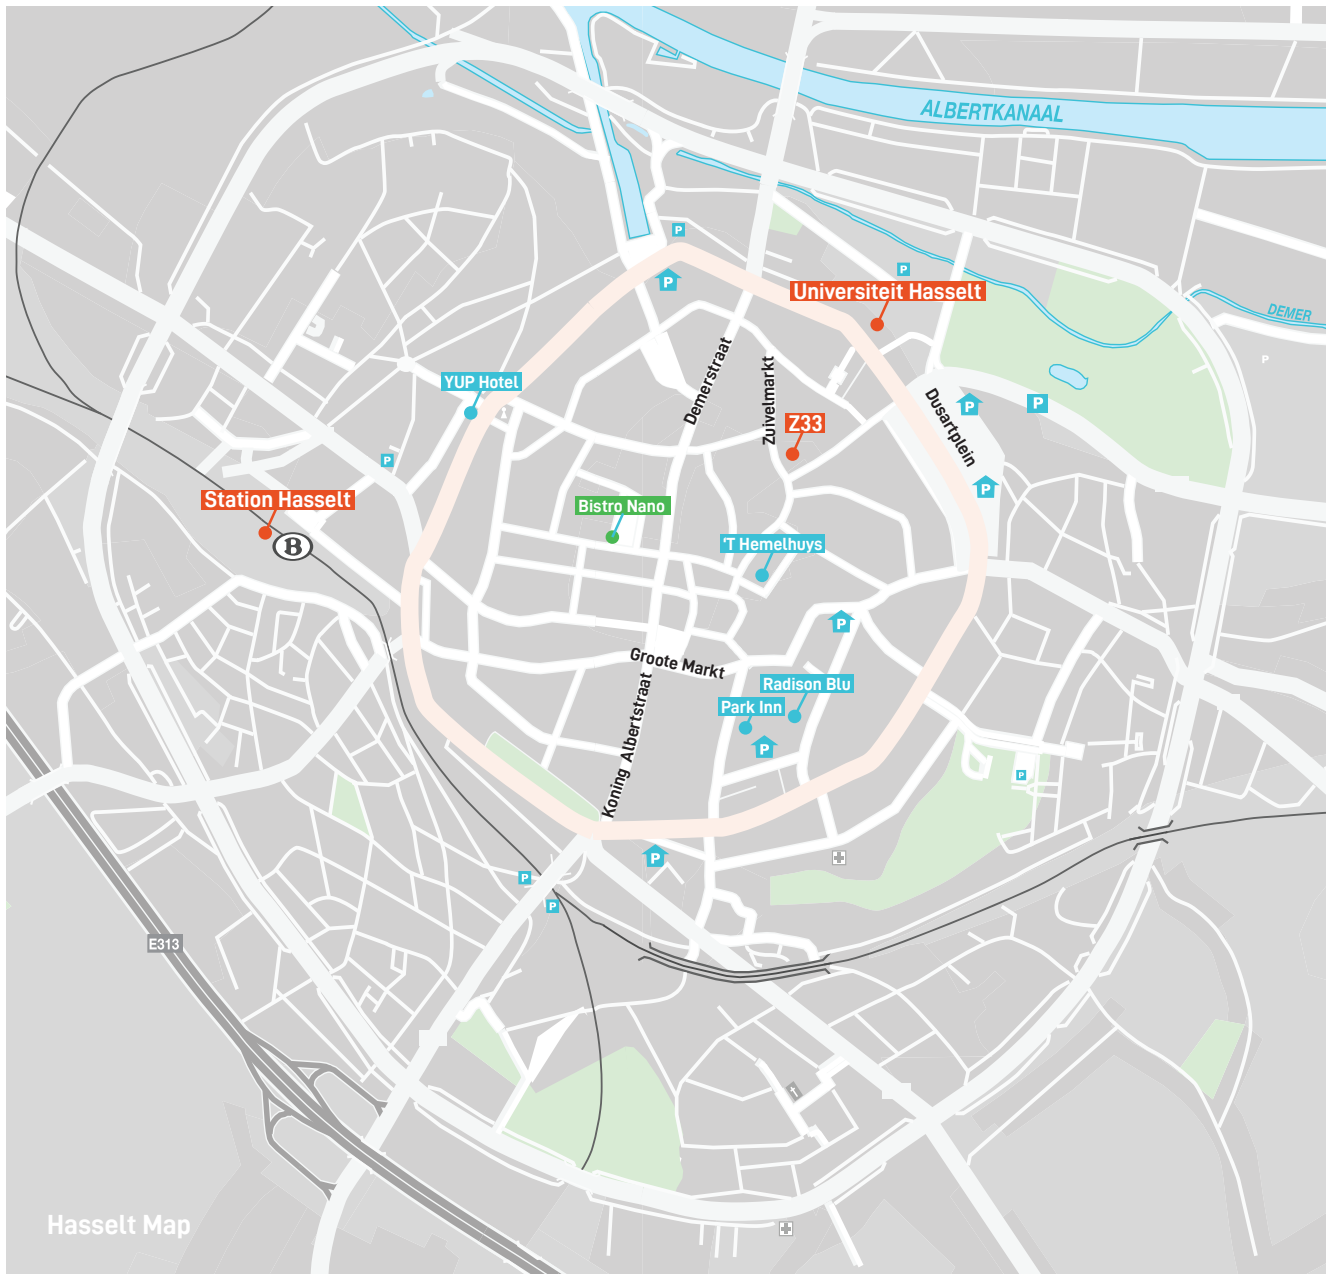 ALBERTKANAAL
P
P
P
Universiteit Hasselt
DEMER
P
Demerstraat
Zuivelmarkt
YUP Hotel
Dusartplein
P
P
Z33
P
P
Station Hasselt
B
Bistro Nano
'T Hemelhuys
P
Groote Markt
Radison Blu
Koning Albertstraat
Park Inn
P
P
P
P
P
E313
Hasselt Map